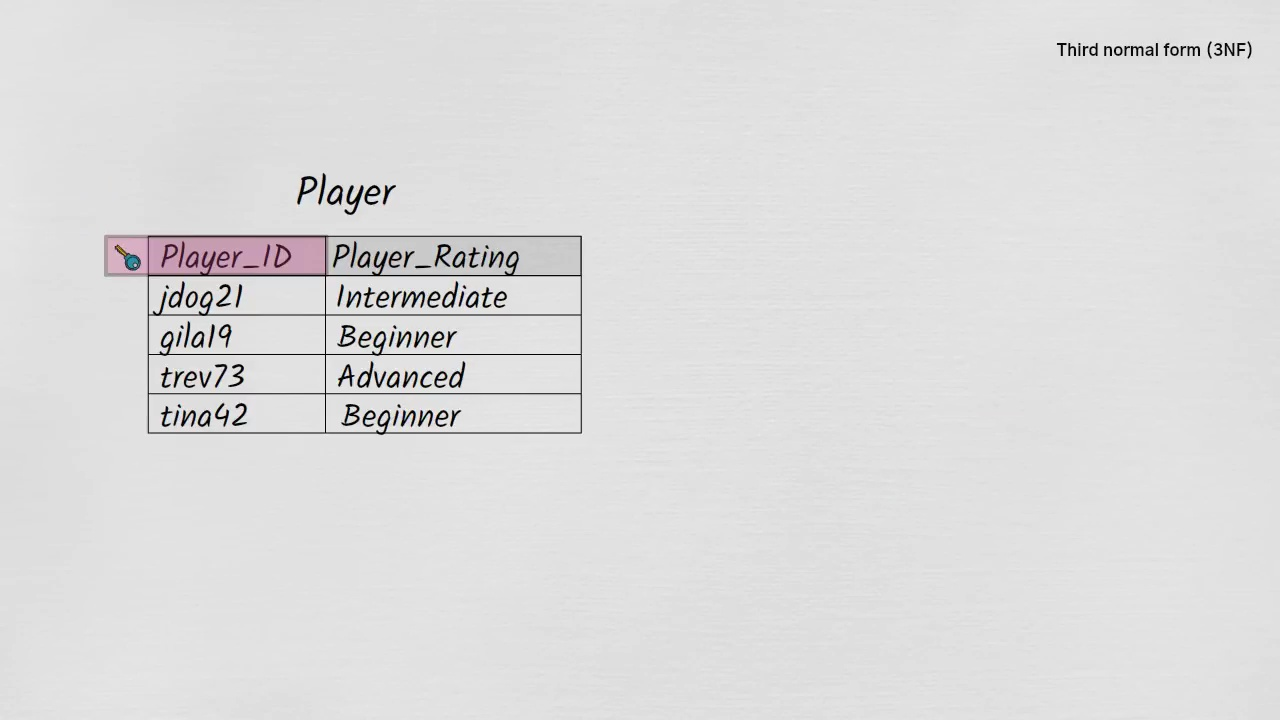 Third normal form (3NF)
Player
Player_ID Player_Rating
jdog21 Intermediate
gila19 Beginner
trev73 Advanced
tina42 Beginner